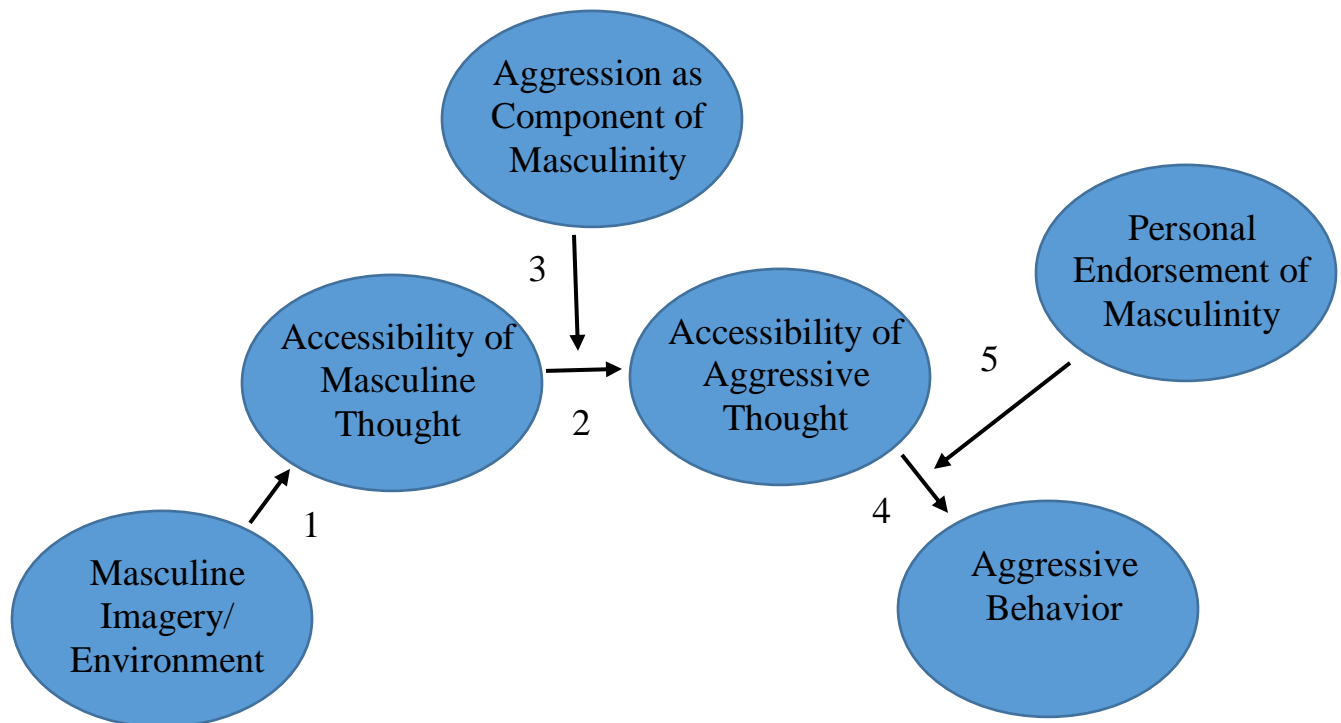 Aggression as
Component of
Masculinity
Personal
Endorsement of
Masculinity
3
Accessibility of
Masculine
Thought
Accessibility of
Aggressive
Thought
5
2
4
1
Masculine
Imagery/
Environment
Aggressive
Behavior